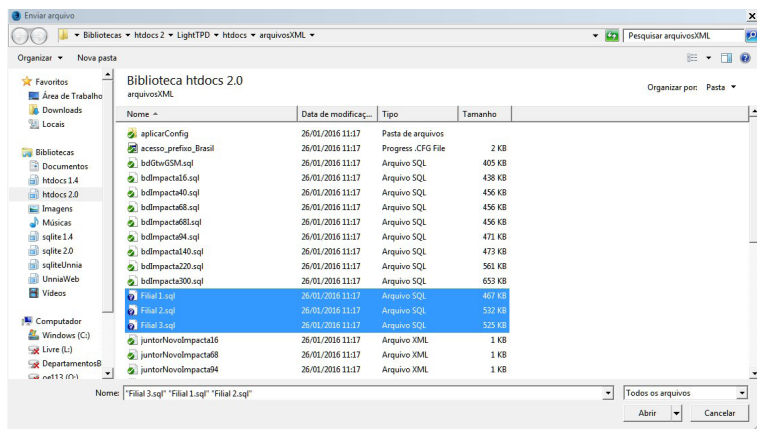 Enviar arquivo
Bibliotecas htdocs 2 LightTPD htdocs arquivosXML
Pesquisar arquivosXML
Organizar Nova pasta
Favoritos
Área de Trabalho
Downloads
Locais
Bibliotecas
Documentos
htdocs 1.4
htdocs 2.0
Imagens
Músicas
sqlite 1.4
sqlite 2.0
sqliteUnnia
UnniaWeb
Vídeos
Computador
Windows (C:)
Livre (L:)
DepartamentosB
Biblioteca htdocs 2.0
arquivosXML
Organizar por: Pasta
Nome Data de modificaç... Tipo Tamanho
aplicarConfig 26/01/2016 11:17 Pasta de arquivos
acesso_prefixo_Brasil 26/01/2016 11:17 Progress .CFG File 2 KB
bdGtwGSM.sql 26/01/2016 11:17 Arquivo SQL 405 KB
bdImpacta16.sql 26/01/2016 11:17 Arquivo SQL 438 KB
bdImpacta40.sql 26/01/2016 11:17 Arquivo SQL 456 KB
bdImpacta68.sql 26/01/2016 11:17 Arquivo SQL 456 KB
bdImpacta68I.sql 26/01/2016 11:17 Arquivo SQL 456 KB
bdImpacta94.sql 26/01/2016 11:17 Arquivo SQL 471 KB
bdImpacta140.sql 26/01/2016 11:17 Arquivo SQL 473 KB
bdImpacta220.sql 26/01/2016 11:17 Arquivo SQL 561 KB
bdImpacta300.sql 26/01/2016 11:17 Arquivo SQL 653 KB
Filial 1.sql 26/01/2016 11:17 Arquivo SQL 467 KB
Filial 2.sql 26/01/2016 11:17 Arquivo SQL 532 KB
Filial 3.sql 26/01/2016 11:17 Arquivo SQL 525 KB
juntorNovoImpacta16 26/01/2016 11:17 Arquivo XML 1 KB
juntorNovoImpacta68 26/01/2016 11:17 Arquivo XML 1 KB
juntorNovoImpacta94 26/01/2016 11:17 Arquivo XML 1 KB
Nome: "Filial 3.sql" "Filial 1.sql" "Filial 2.sql"
Todos os arquivos
Abrir Cancelar